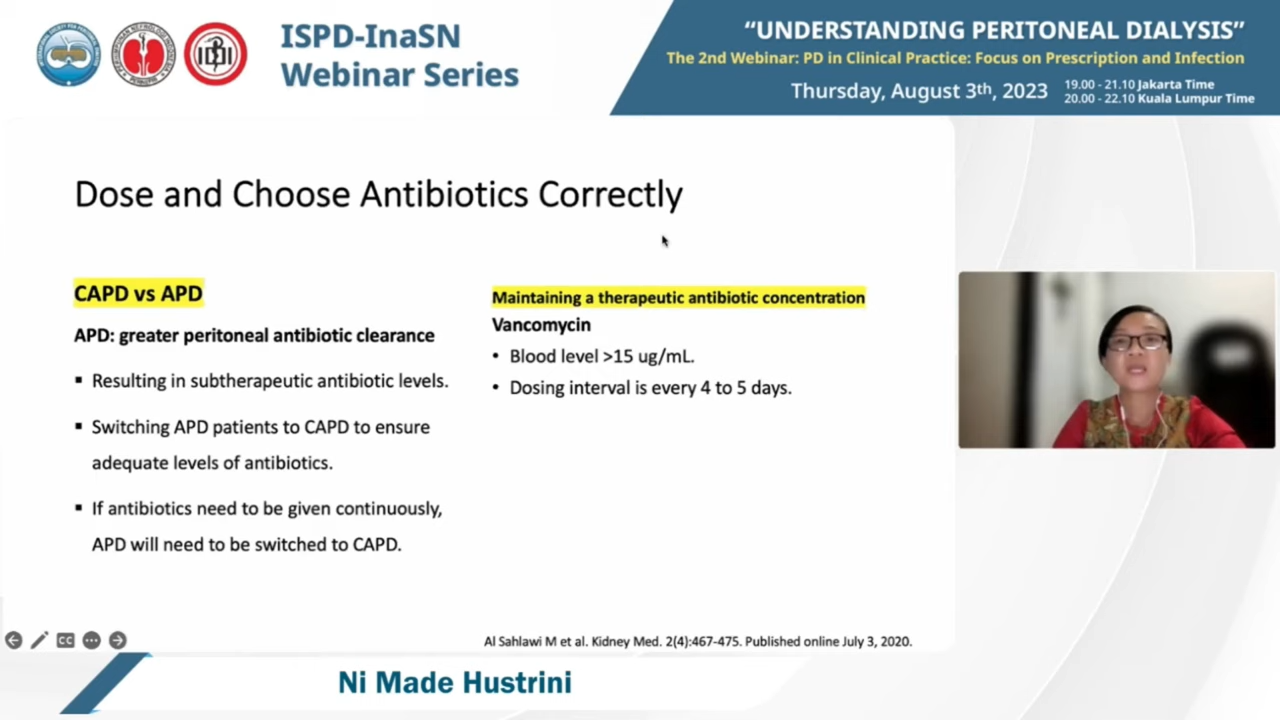 ISPD-InaSN
Webinar Series
“UNDERSTANDING PERITONEAL DIALYSIS”
The 2nd Webinar: PD in Clinical Practice: Focus on Prescription and Infection
Thursday, August 3th, 2023
19.00 - 21.10 Jakarta Time
20.00 - 22.10 Kuala Lumpur Time
Dose and Choose Antibiotics Correctly
CAPD vs APD
APD: greater peritoneal antibiotic clearance
▪ Resulting in subtherapeutic antibiotic levels.
▪ Switching APD patients to CAPD to ensure
adequate levels of antibiotics.
▪ If antibiotics need to be given continuously,
APD will need to be switched to CAPD.
Maintaining a therapeutic antibiotic concentration
Vancomycin
• Blood level >15 ug/mL.
• Dosing interval is every 4 to 5 days.
Al Sahlawi M et al. Kidney Med. 2(4):467-475. Published online July 3, 2020.
CC
Ni Made Hustrini